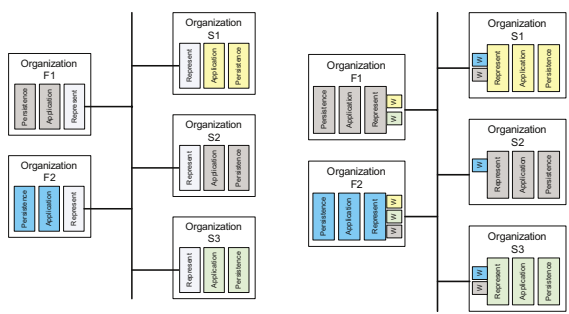 Organization
F1
Persistence
Application
Represent
Organization
F2
Persistence
Application
Represent
Organization
S1
Represent
Application
Persistence
Organization
S2
Represent
Application
Persistence
Organization
S3
Represent
Application
Persistence
Organization
F1
Persistence
Application
Represent
W
W
Organization
F2
Persistence
Application
Represent
W
W
W
Organization
S1
W
W
Represent
Application
Persistence
Organization
S2
W
Represent
Application
Persistence
Organization
S3
W
W
Represent
Application
Persistence